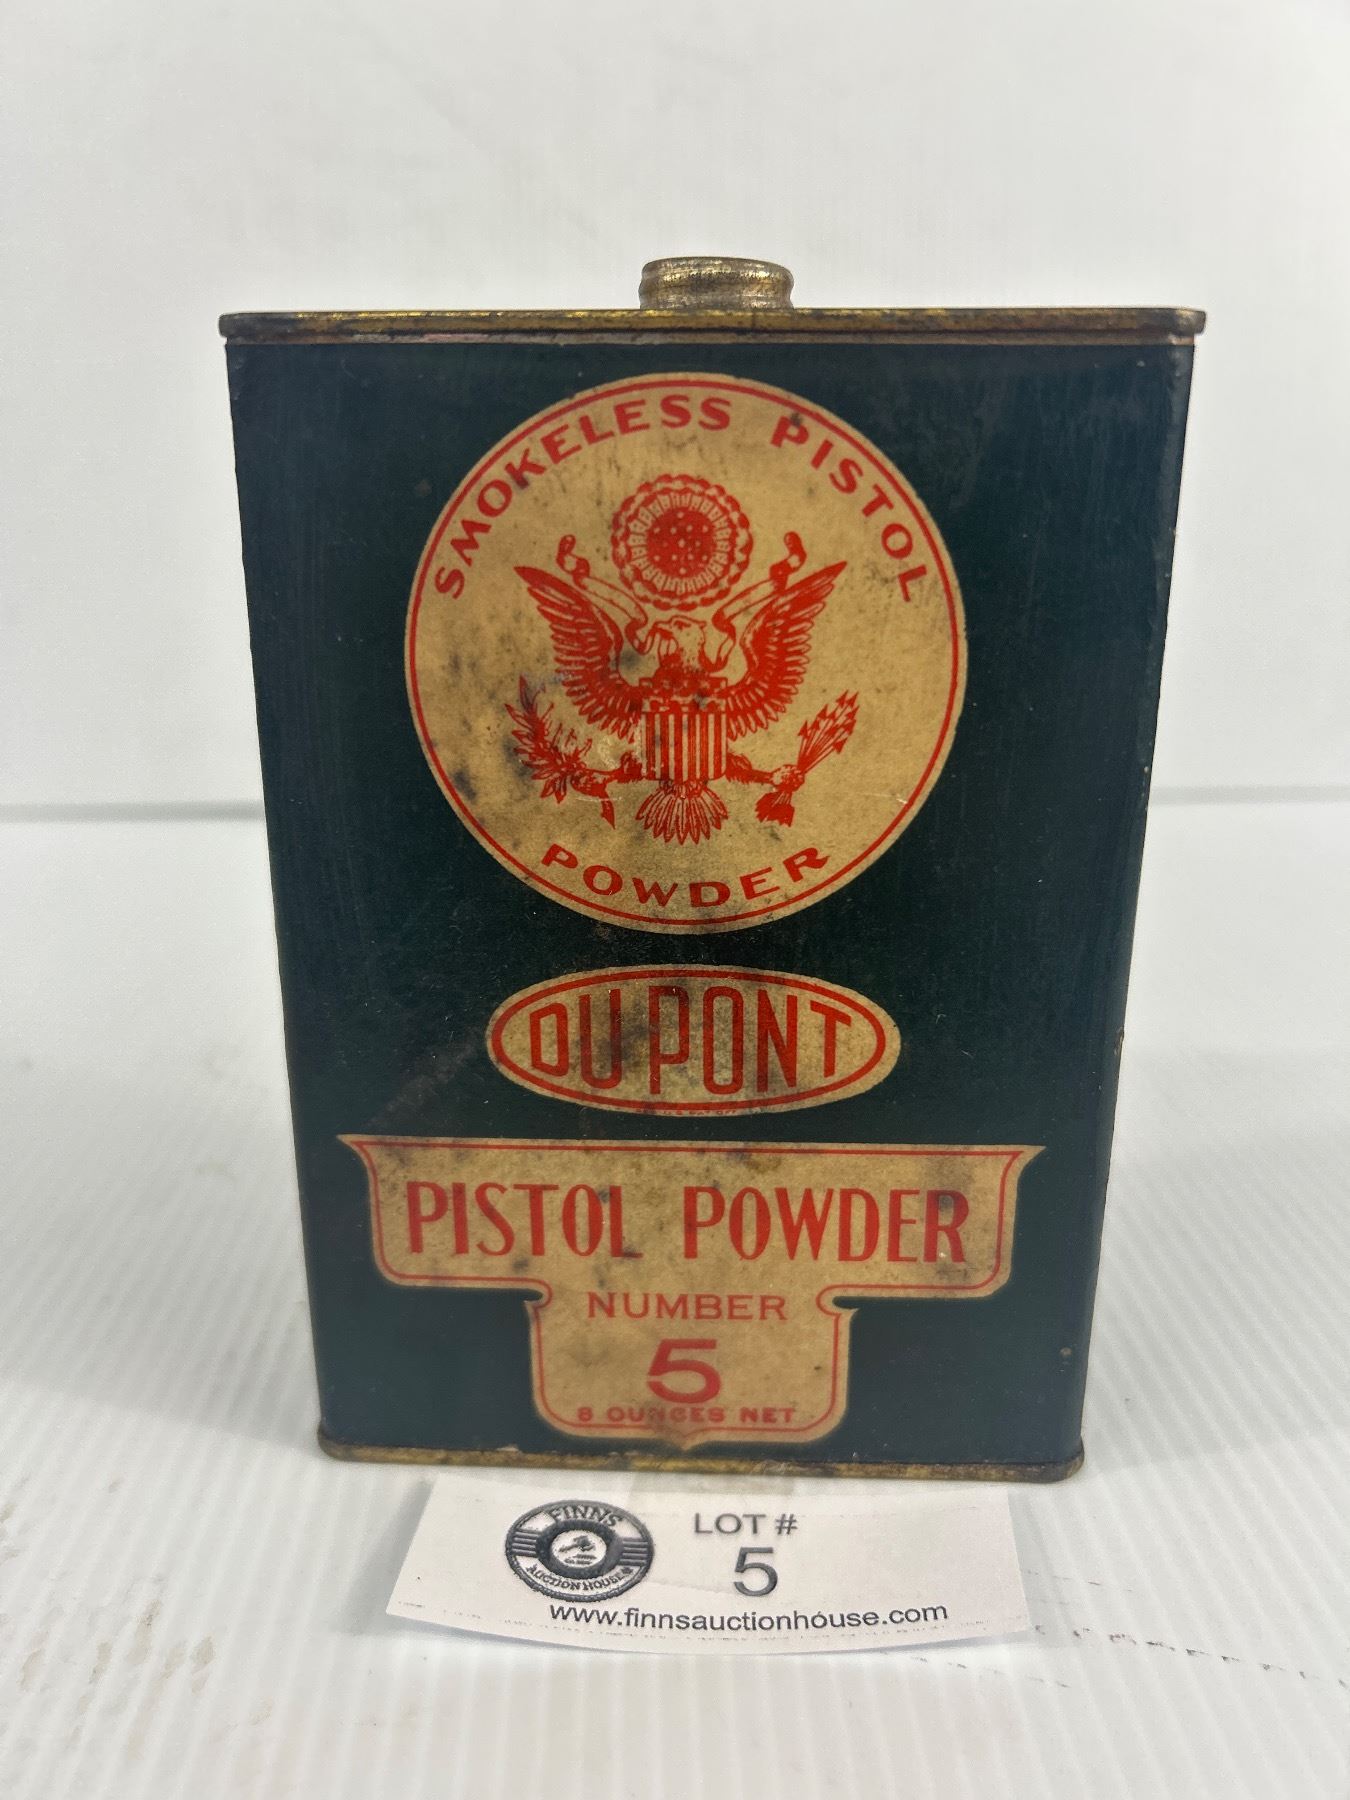 SMOKELESS PISTOL
POWDER
DU PONT
PISTOL POWDER
NUMBER
5
8 OUNCES NET
FINNS
AUCTION HOUSE
LOT #
5
www.finnsauctionhouse.com